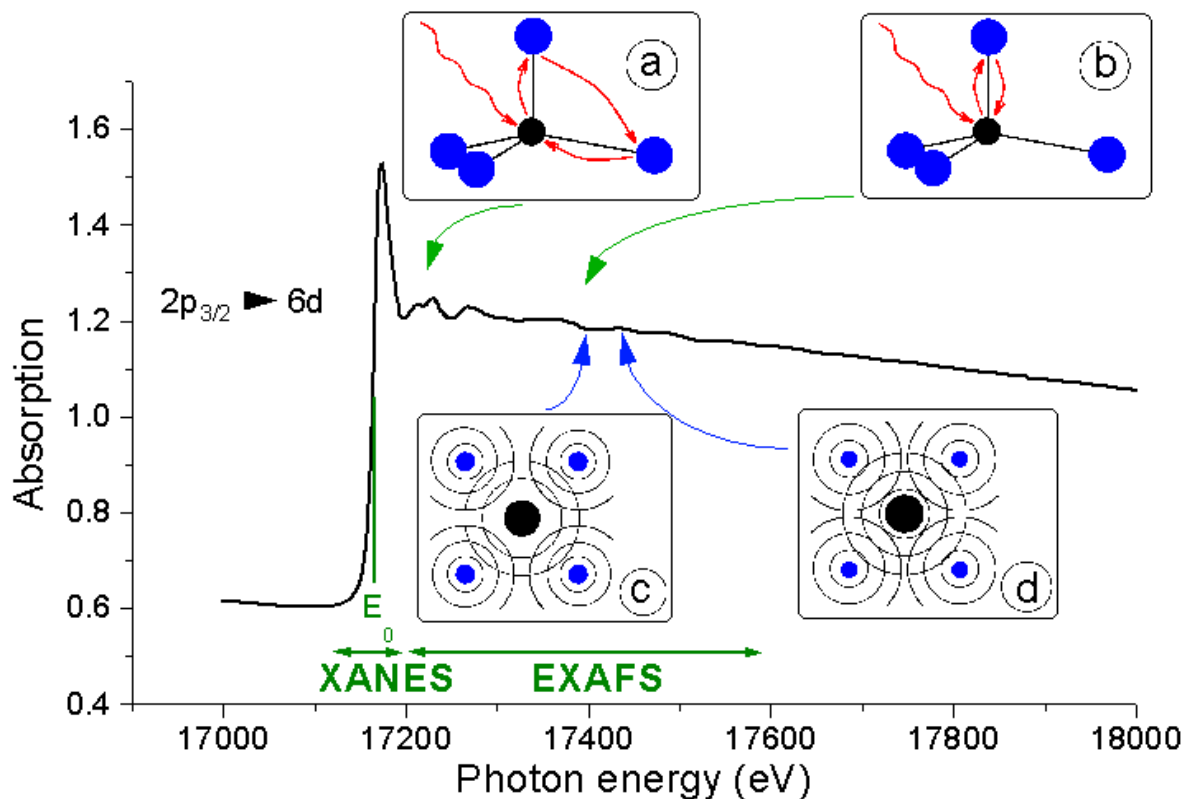 a
b
1.6
1.4
2p3/2 ► 6d
1.2
Absorption
1.0
0.8
c
d
0.6
E0
XANES
EXAFS
0.4
17000
17200
17400
17600
17800
18000
Photon energy (eV)